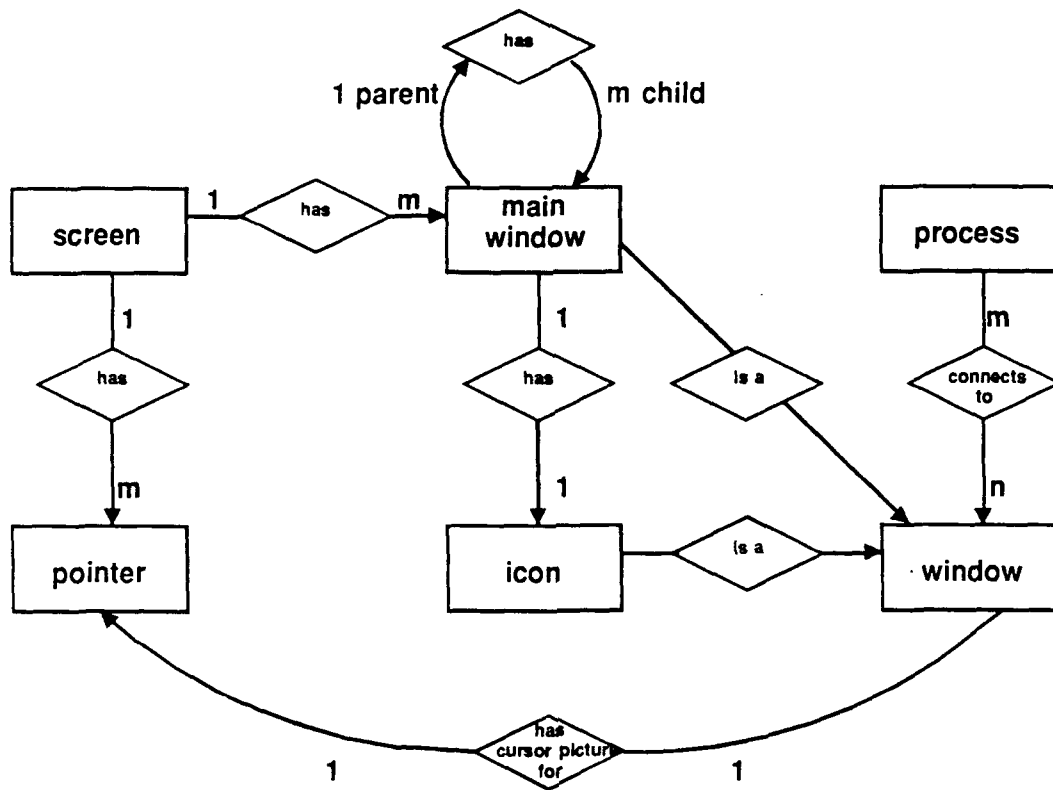 has
1 parent
m child
screen
1
has
m
main
window
process
1
has
m
1
has
1
is a
m
connects
to
n
pointer
icon
is a
window
has
cursor pictur
for
1
1